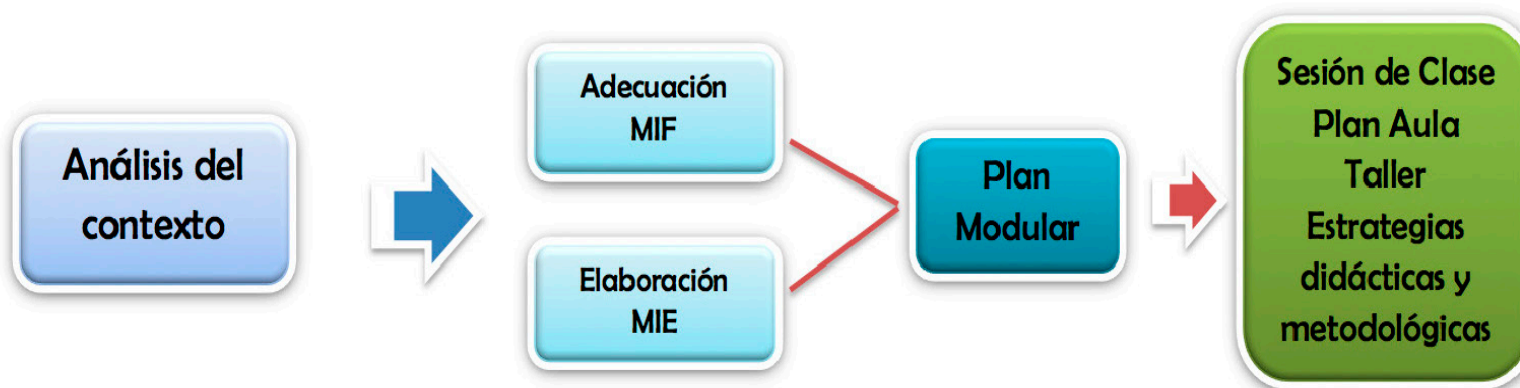 Análisis del
contexto
Adecuación
MIF
Elaboración
MIE
Plan
Modular
Sesión de Clase
Plan Aula
Taller
Estrategias
didácticas y
metodológicas